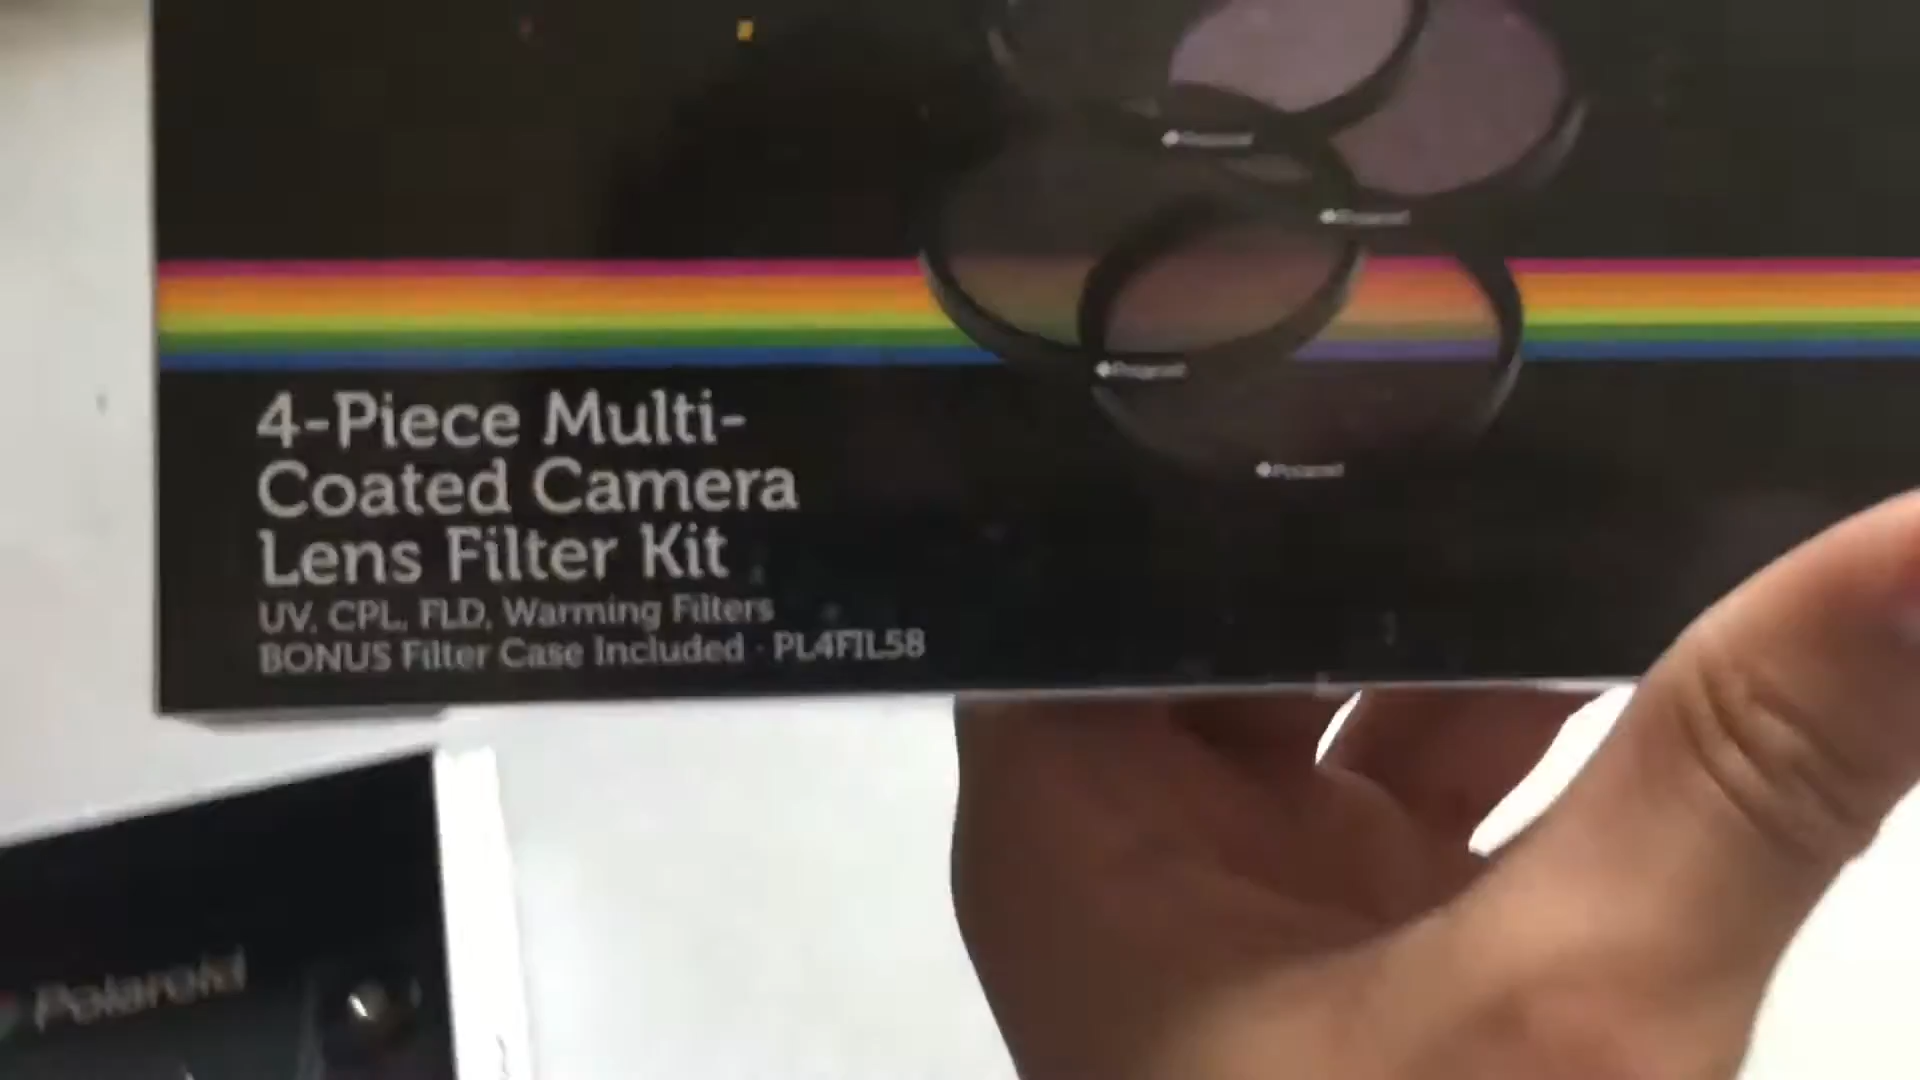 Polaroid
4-Piece Multi-
Coated Camera
Lens Filter Kit
UV, CPL, FLD, Warming Filters
BONUS Filter Case Included · PL4FIL58
Polaroid